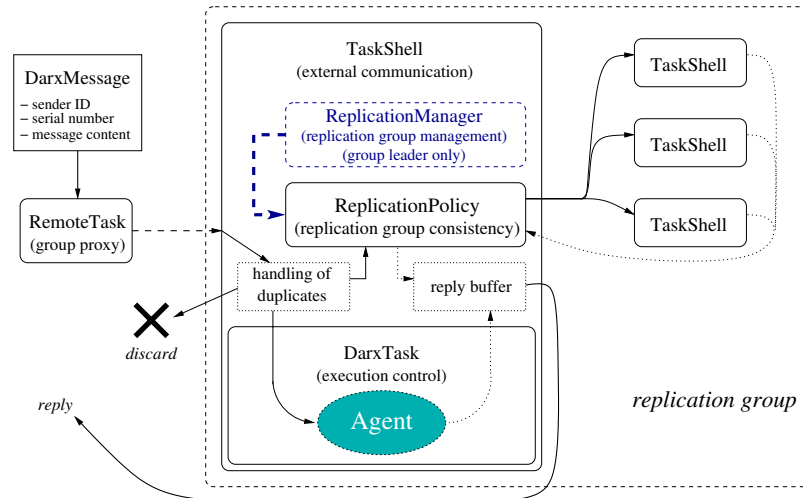 DarxMessage
– sender ID
– serial number
– message content
RemoteTask
(group proxy)
TaskShell
(external communication)
ReplicationManager
(replication group management)
(group leader only)
ReplicationPolicy
(replication group consistency)
handling of
duplicates
reply buffer
discard
DarxTask
(execution control)
Agent
reply
TaskShell
TaskShell
TaskShell
replication group